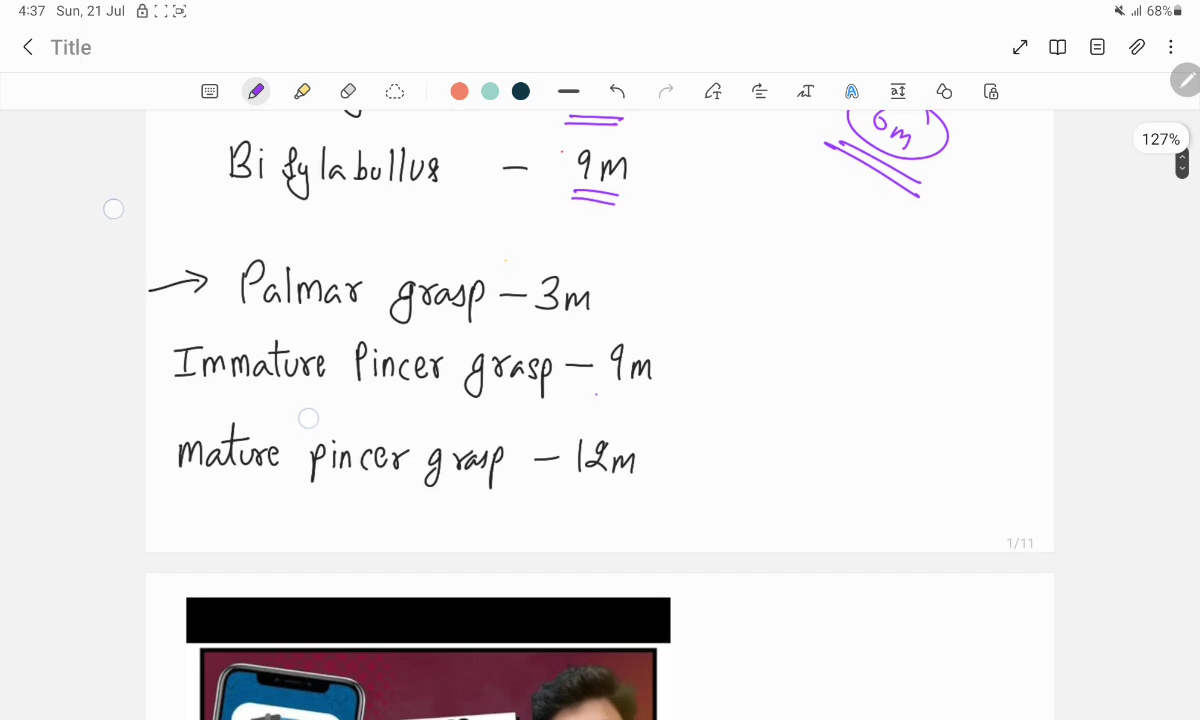 4:37 Sun, 21 Jul 68%
Title
127%
6m
Bi sylabollus - 9m
→ Palmar grasp - 3m
Immature Pincer grasp - 9m
mature pincer grasp - 12m
1/11